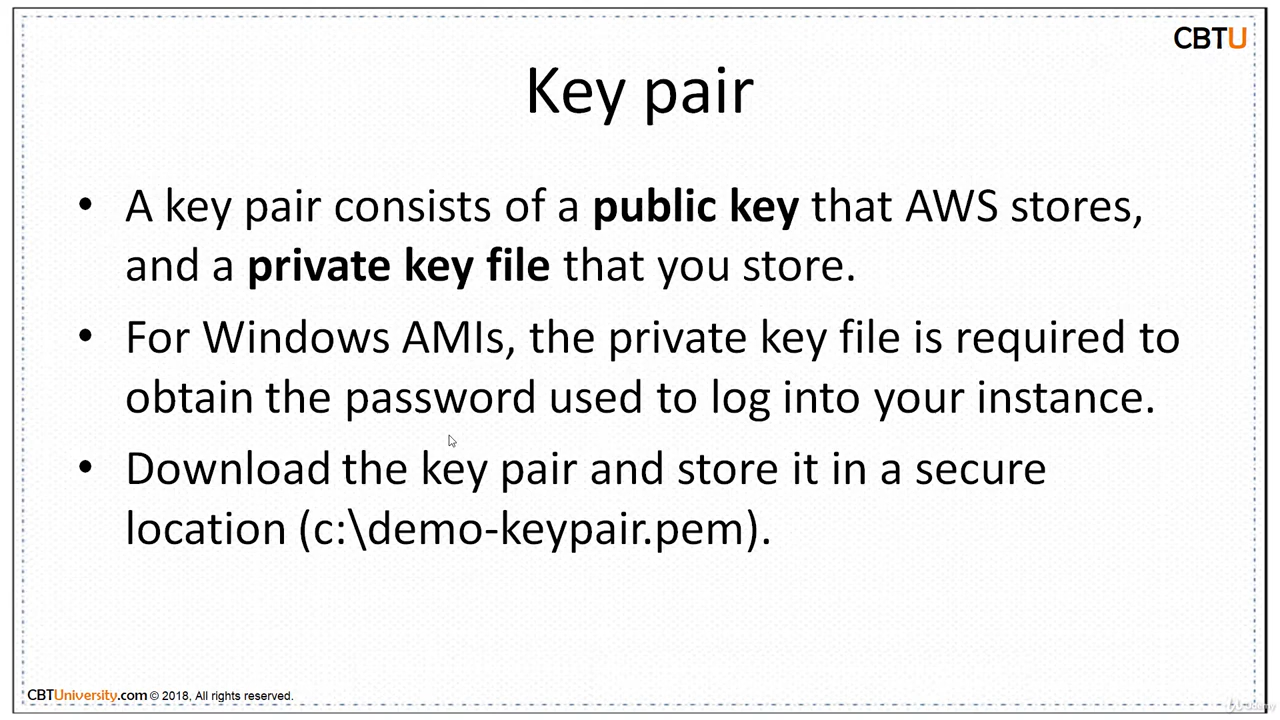 CBTU
Key pair
• A key pair consists of a public key that AWS stores,
and a private key file that you store.
• For Windows AMIs, the private key file is required to
obtain the password used to log into your instance.
• Download the key pair and store it in a secure
location (c:\demo-keypair.pem).
CBTUniversity.com © 2018, All rights reserved.
Udemy